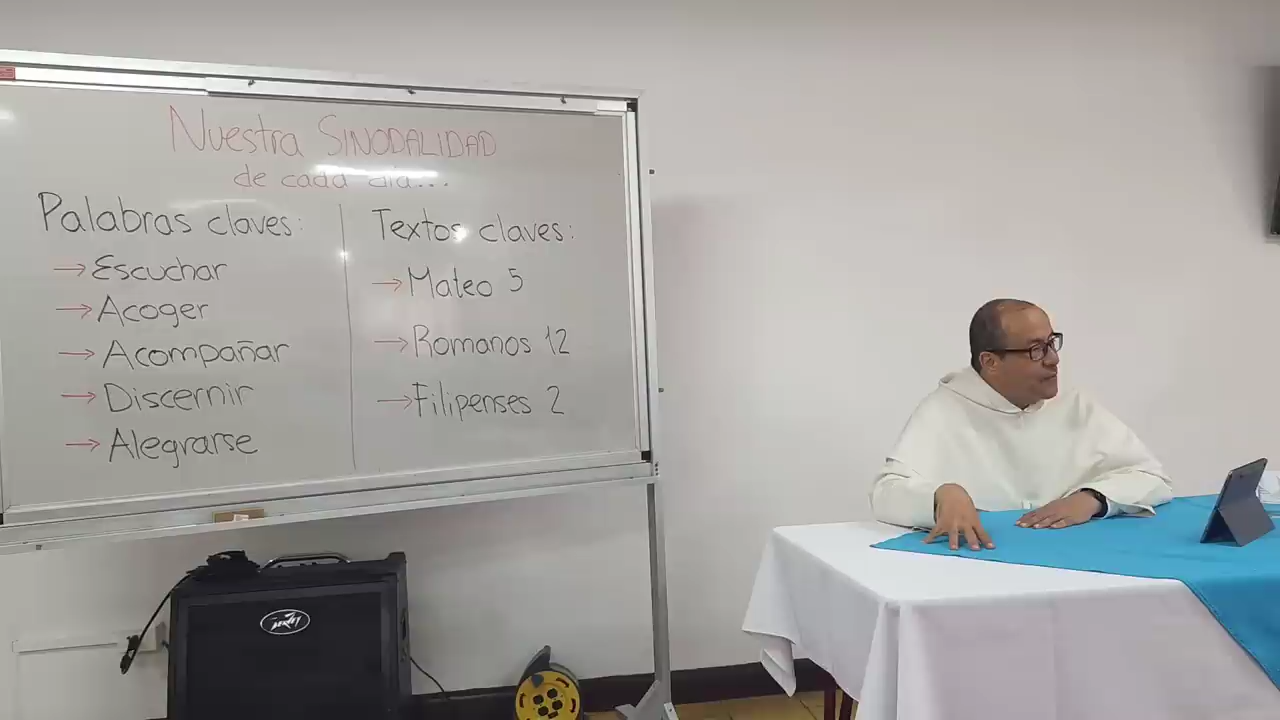 Nuestra SINODALIDAD
de cada día...
Palabras claves:
→ Escuchar
→ Acoger
→ Acompañar
→ Discernir
→ Alegrarse
Textos claves:
→ Mateo 5
→ Romanos 12
→ Filipenses 2
PEAVEY